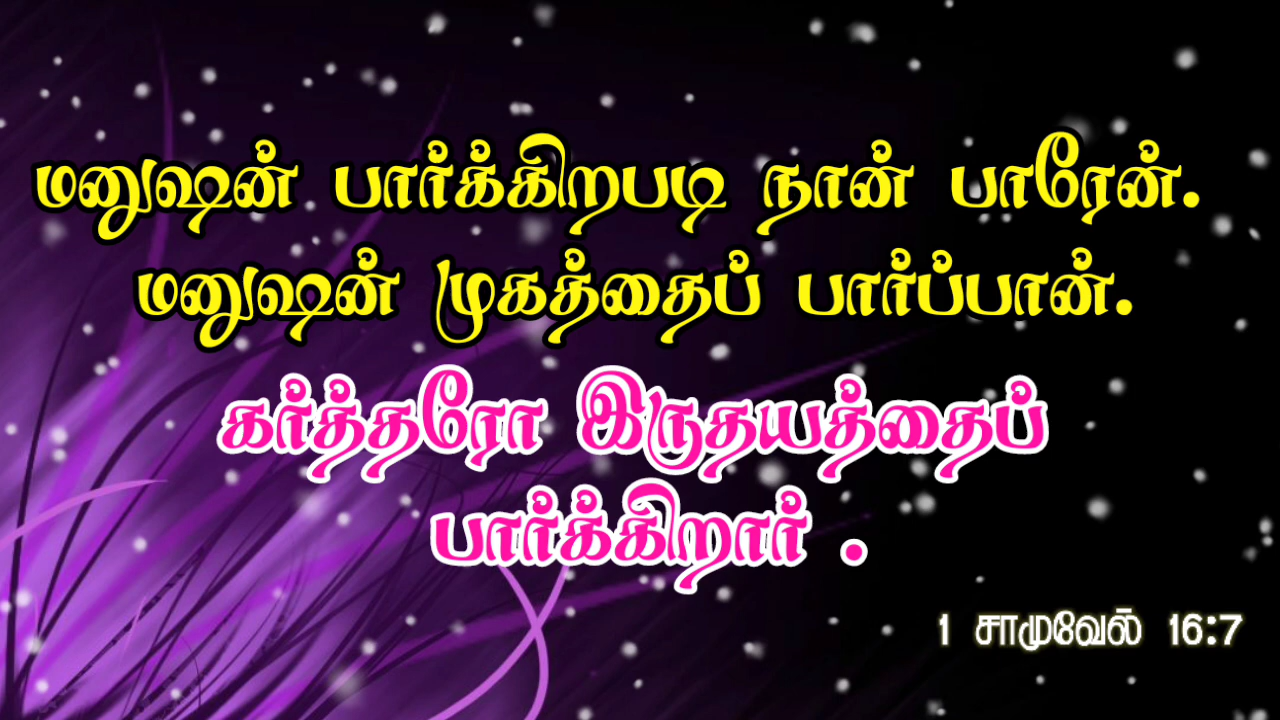 மனுஷன் பார்க்கிறபடி நான் பாரேன்.
மனுஷன் முகத்தைப் பார்ப்பான்.
கர்த்தரோ இருதயத்தைப்
பார்க்கிறார் .
1 சாமுவேல் 16:7